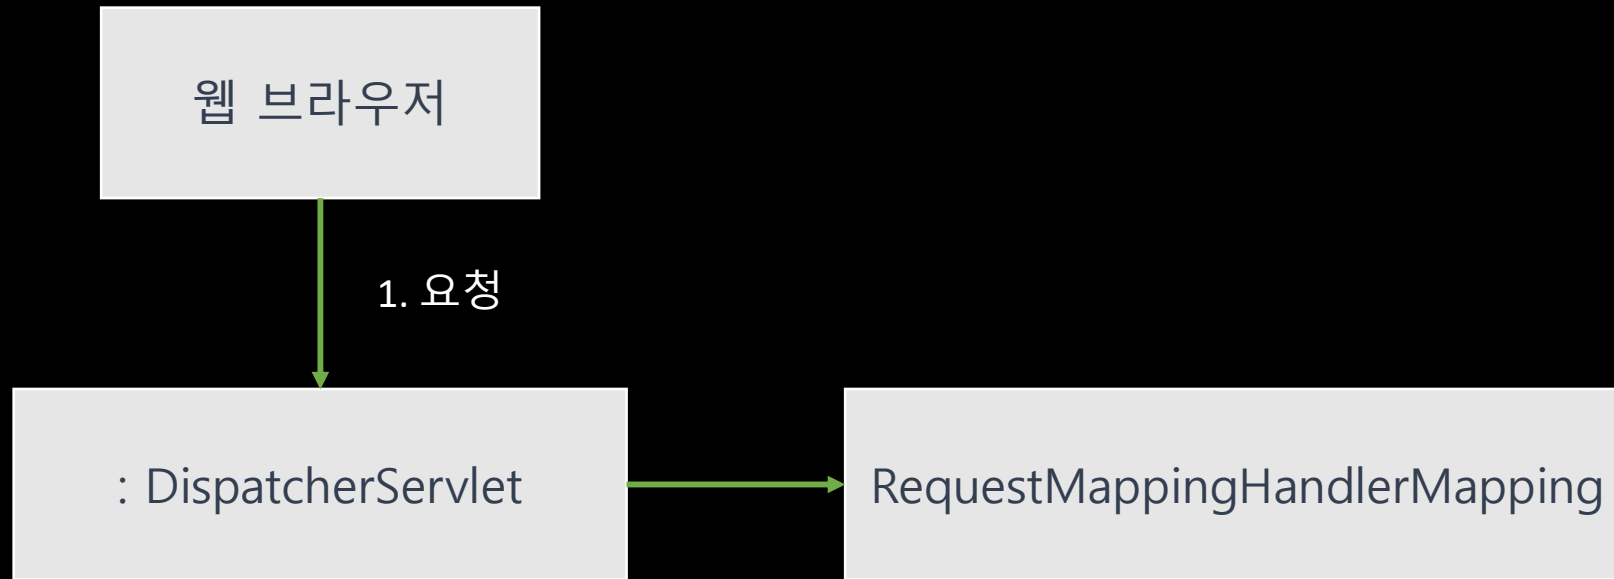 웹 브라우저
1. 요청
: DispatcherServlet
RequestMappingHandlerMapping